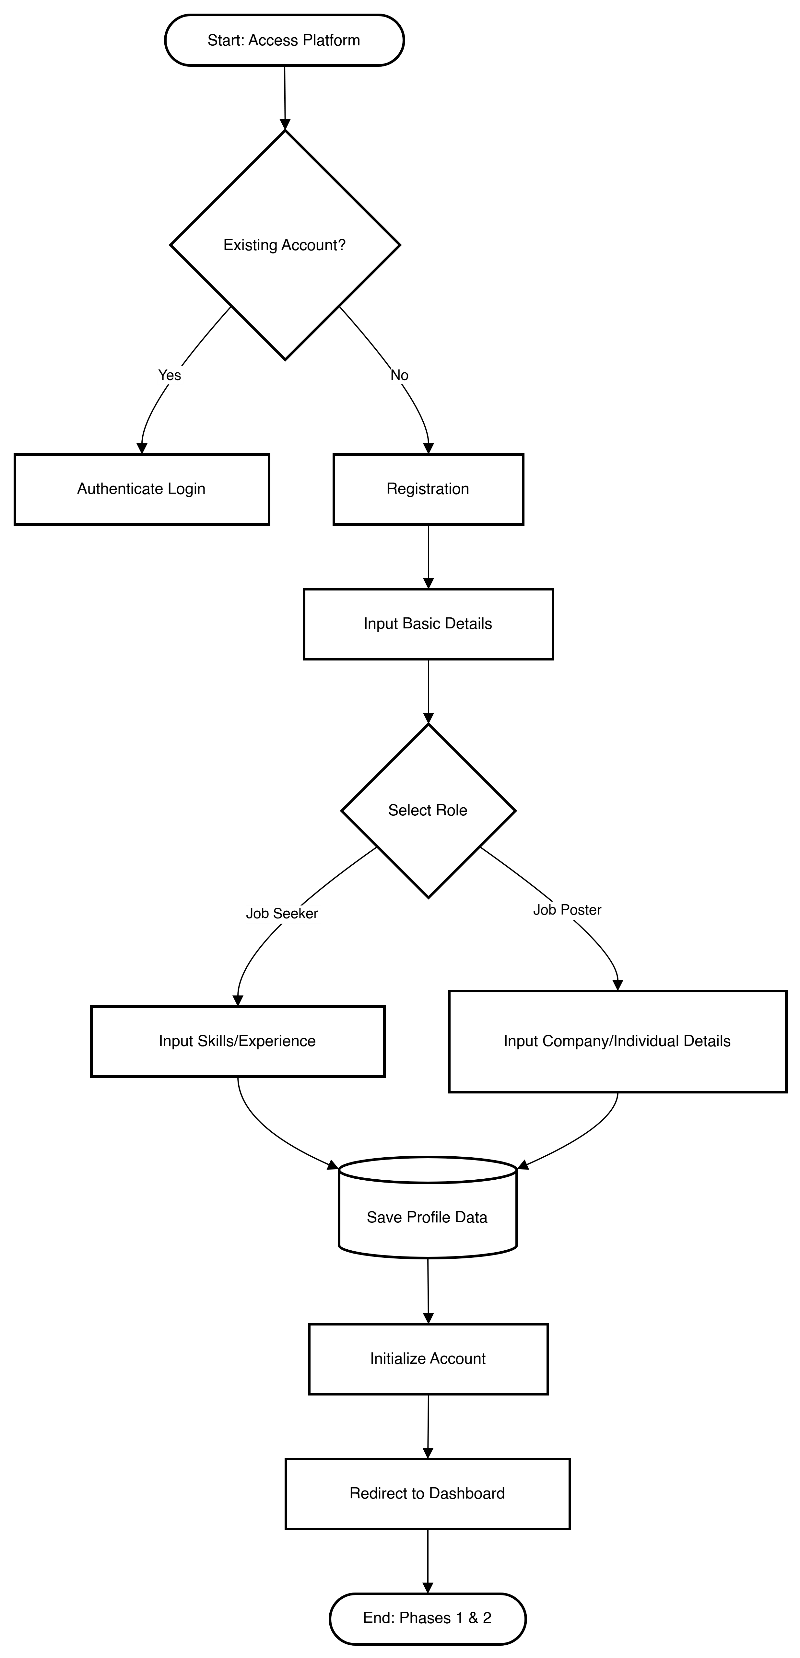 Start: Access Platform
Existing Account?
Yes
No
Authenticate Login
Registration
Input Basic Details
Select Role
Job Seeker
Job Poster
Input Skills/Experience
Input Company/Individual Details
Save Profile Data
Initialize Account
Redirect to Dashboard
End: Phases 1 & 2